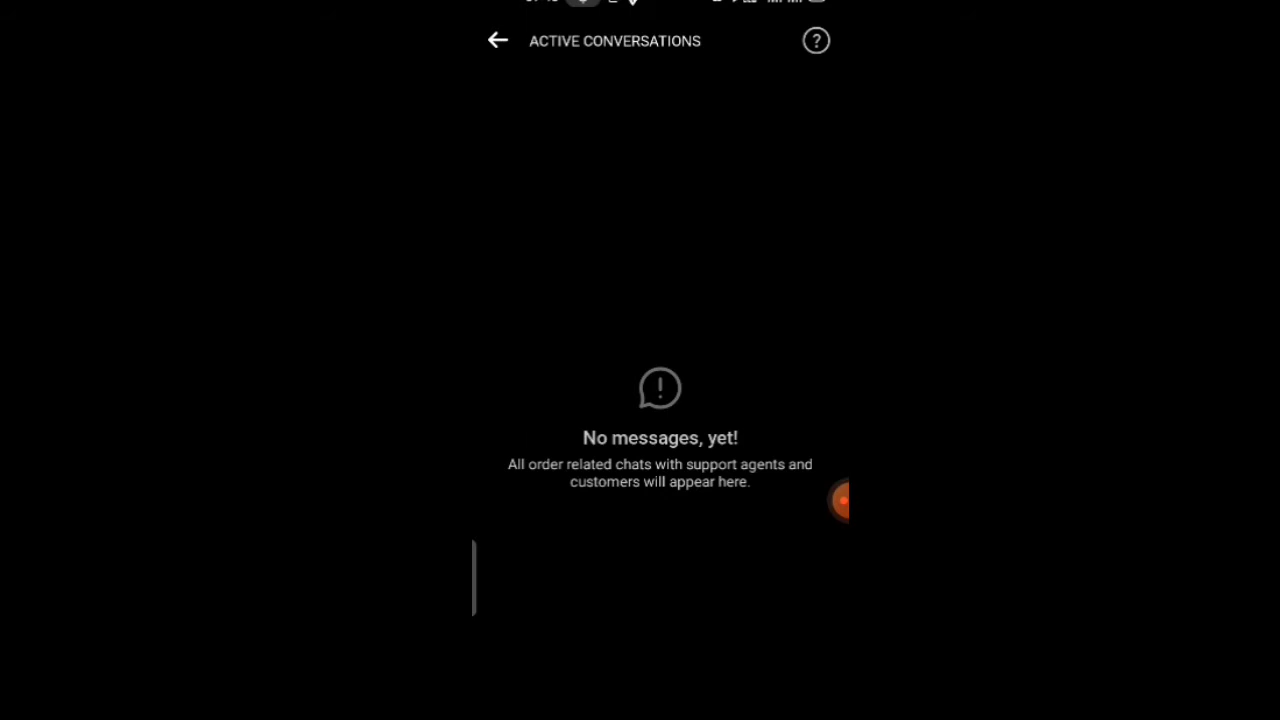 ACTIVE CONVERSATIONS
?
No messages, yet!
All order related chats with support agents and
customers will appear here.